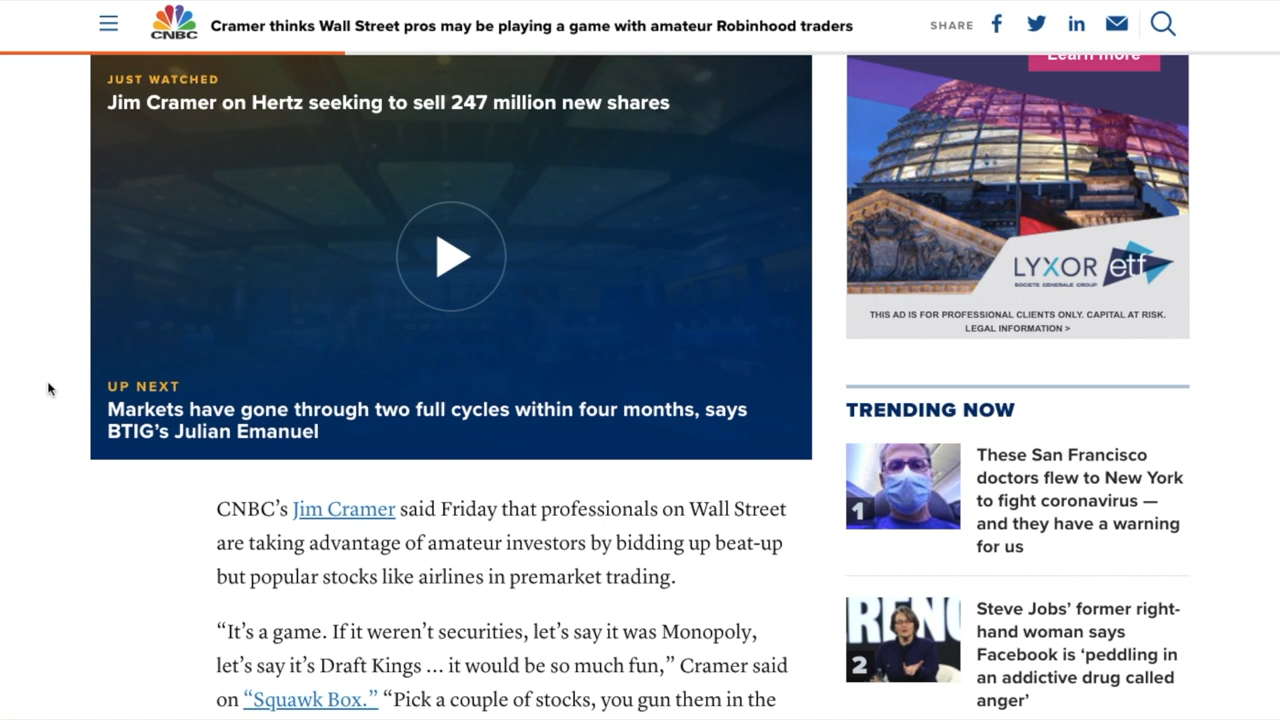 CNBC
Cramer thinks Wall Street pros may be playing a game with amateur Robinhood traders
SHARE
JUST WATCHED
Jim Cramer on Hertz seeking to sell 247 million new shares
UP NEXT
Markets have gone through two full cycles within four months, says
BTIG’s Julian Emanuel
CNBC’s Jim Cramer said Friday that professionals on Wall Street
are taking advantage of amateur investors by bidding up beat-up
but popular stocks like airlines in premarket trading.
“It’s a game. If it weren’t securities, let’s say it was Monopoly,
let’s say it’s Draft Kings ... it would be so much fun,” Cramer said
on “Squawk Box.” “Pick a couple of stocks, you gun them in the
Learn more
LYXOR etf
SOCIETE GENERALE GROUP
THIS AD IS FOR PROFESSIONAL CLIENTS ONLY. CAPITAL AT RISK.
LEGAL INFORMATION >
TRENDING NOW
1
These San Francisco
doctors flew to New York
to fight coronavirus —
and they have a warning
for us
2
Steve Jobs’ former right-
hand woman says
Facebook is ‘peddling in
an addictive drug called
anger’